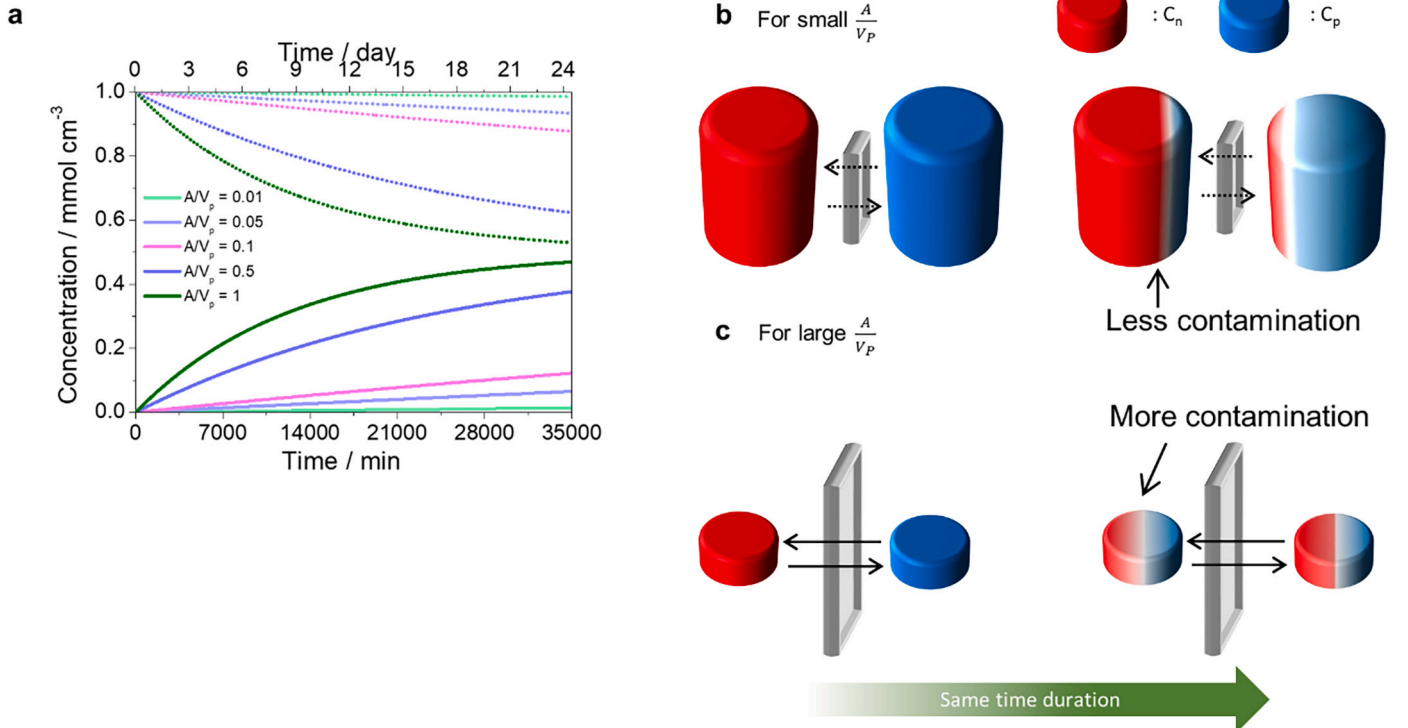 a
Time / day
0 3 6 9 12 15 18 21 24
1.0
0.8
0.6
0.4
0.2
0.0
Concentration / mmol cm⁻³
A/Vₚ = 0.01
A/Vₚ = 0.05
A/Vₚ = 0.1
A/Vₚ = 0.5
A/Vₚ = 1
0 7000 14000 21000 28000 35000
Time / min
b For small A/V_P
: Cₙ
: Cₚ
Less contamination
c For large A/V_P
More contamination
Same time duration